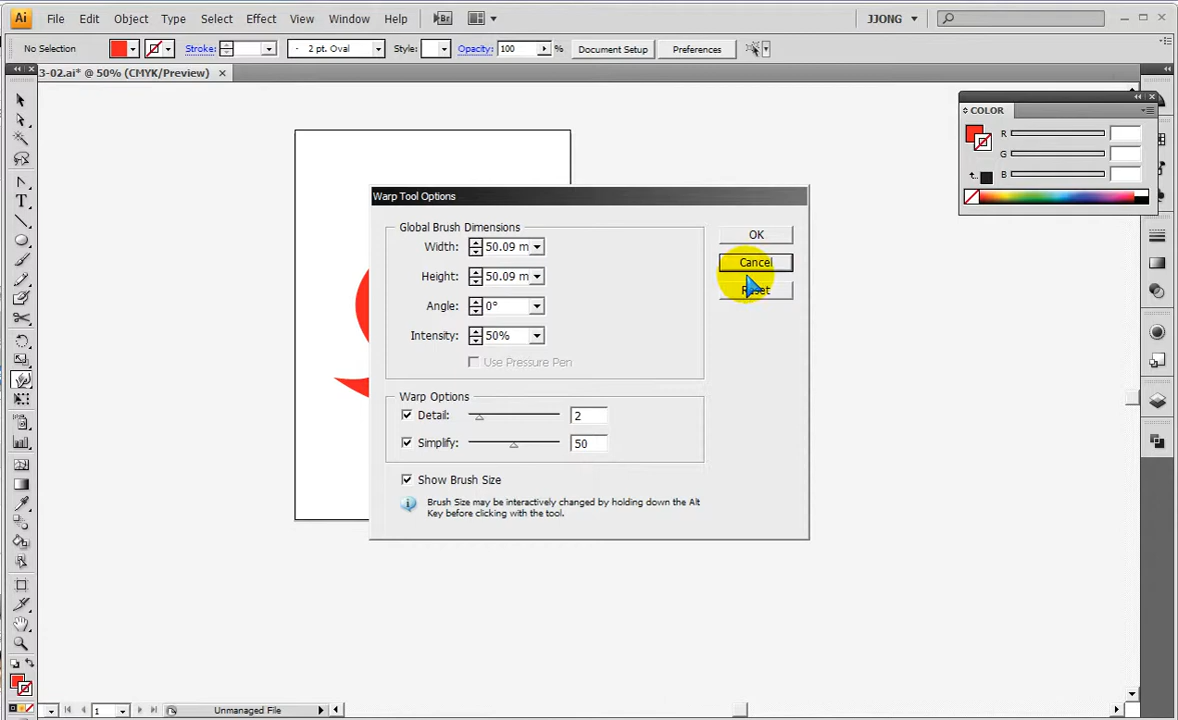 Ai File Edit Object Type Select Effect View Window Help Br JJONG
No Selection Stroke: 2 pt. Oval Style: Opacity: 100 % Document Setup Preferences
3-02.ai* @ 50% (CMYK/Preview)
COLOR
R
G
B
Warp Tool Options
Global Brush Dimensions
Width: 50.09 m
Height: 50.09 m
Angle: 0°
Intensity: 50%
Use Pressure Pen
OK
Cancel
Reset
Warp Options
Detail: 2
Simplify: 50
Show Brush Size
Brush Size may be interactively changed by holding down the Alt
Key before clicking with the tool.
1 Unmanaged File